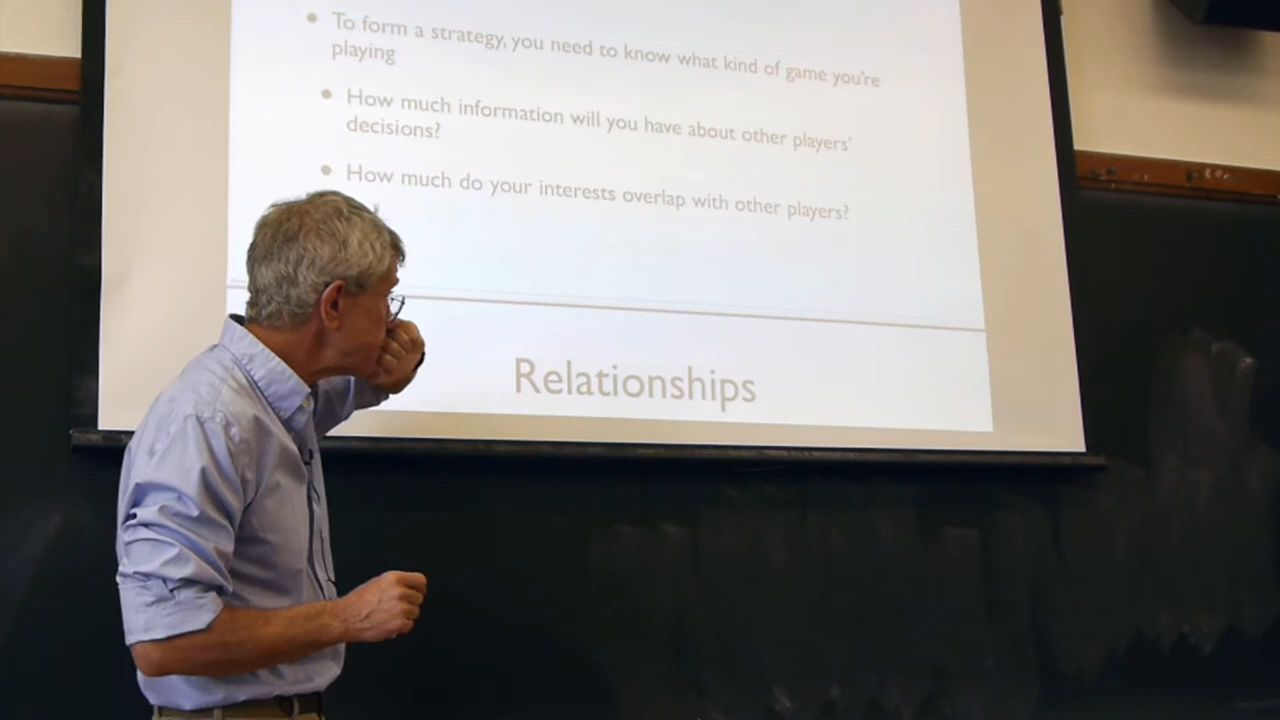 • To form a strategy, you need to know what kind of game you're
playing
• How much information will you have about other players'
decisions?
• How much do your interests overlap with other players?
Relationships